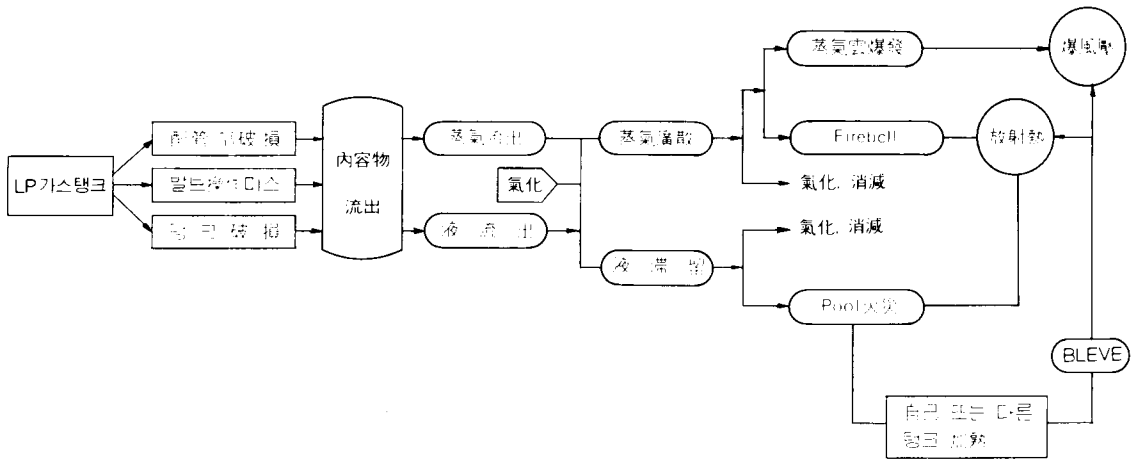 LP가스탱크
配管 破損
밸브 미스
탱크破損
內容物
流出
蒸氣流出
氣化
液流出
蒸氣擴散
液滯留
蒸氣雲爆發
Fireball
氣化, 消滅
氣化, 消滅
Pool火災
爆風壓
放射熱
BLEVE
自己 또는 다른
탱크 加熱